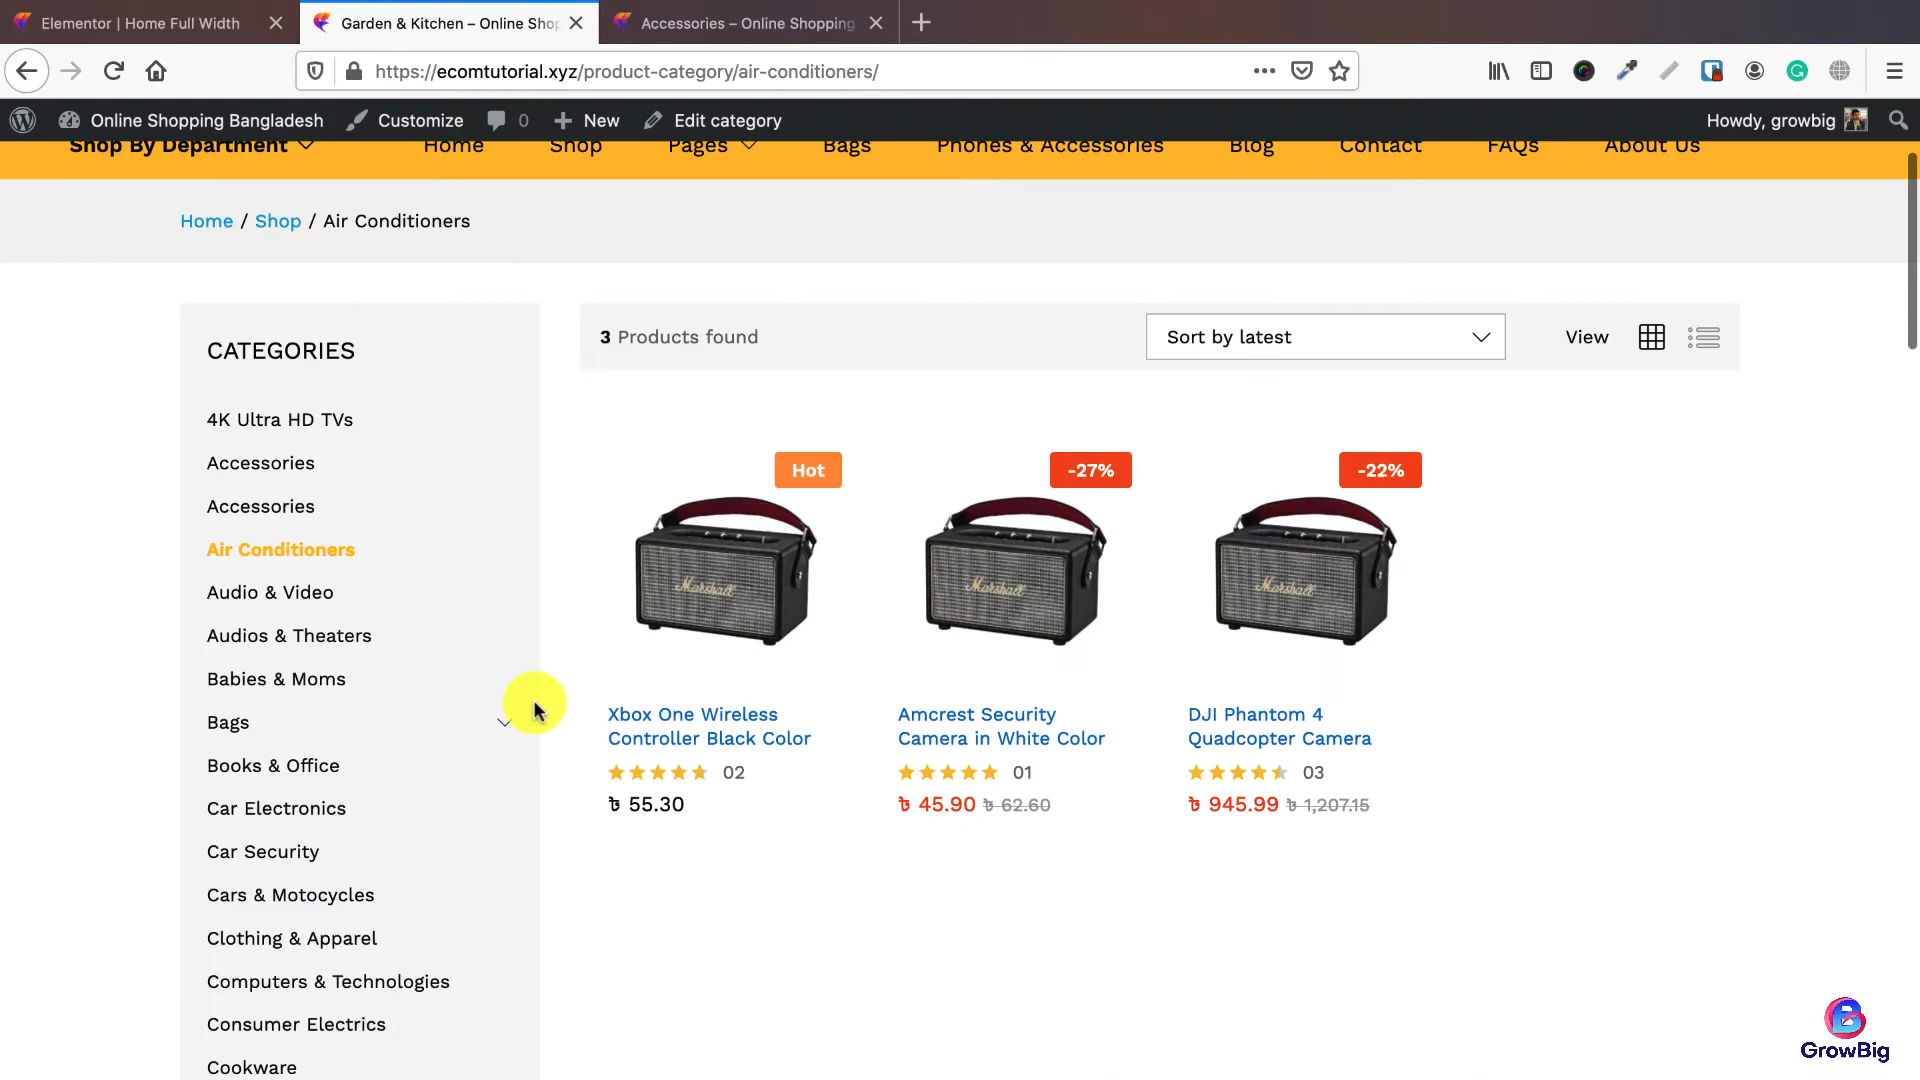 Elementor | Home Full Width
Garden & Kitchen – Online Shop
Accessories – Online Shopping
https://ecomtutorial.xyz/product-category/air-conditioners/
Online Shopping Bangladesh
Customize
0
New
Edit category
Howdy, growbig
Shop By Department
Home
Shop
Pages
Bags
Phones & Accessories
Blog
Contact
FAQs
About Us
Home / Shop / Air Conditioners
CATEGORIES
4K Ultra HD TVs
Accessories
Accessories
Air Conditioners
Audio & Video
Audios & Theaters
Babies & Moms
Bags
Books & Office
Car Electronics
Car Security
Cars & Motocycles
Clothing & Apparel
Computers & Technologies
Consumer Electrics
Cookware
3 Products found
Sort by latest
View
Hot
Marshall
Xbox One Wireless
Controller Black Color
02
৳ 55.30
-27%
Marshall
Amcrest Security
Camera in White Color
01
৳ 45.90 ৳ 62.60
-22%
Marshall
DJI Phantom 4
Quadcopter Camera
03
৳ 945.99 ৳ 1,207.15
GrowBig